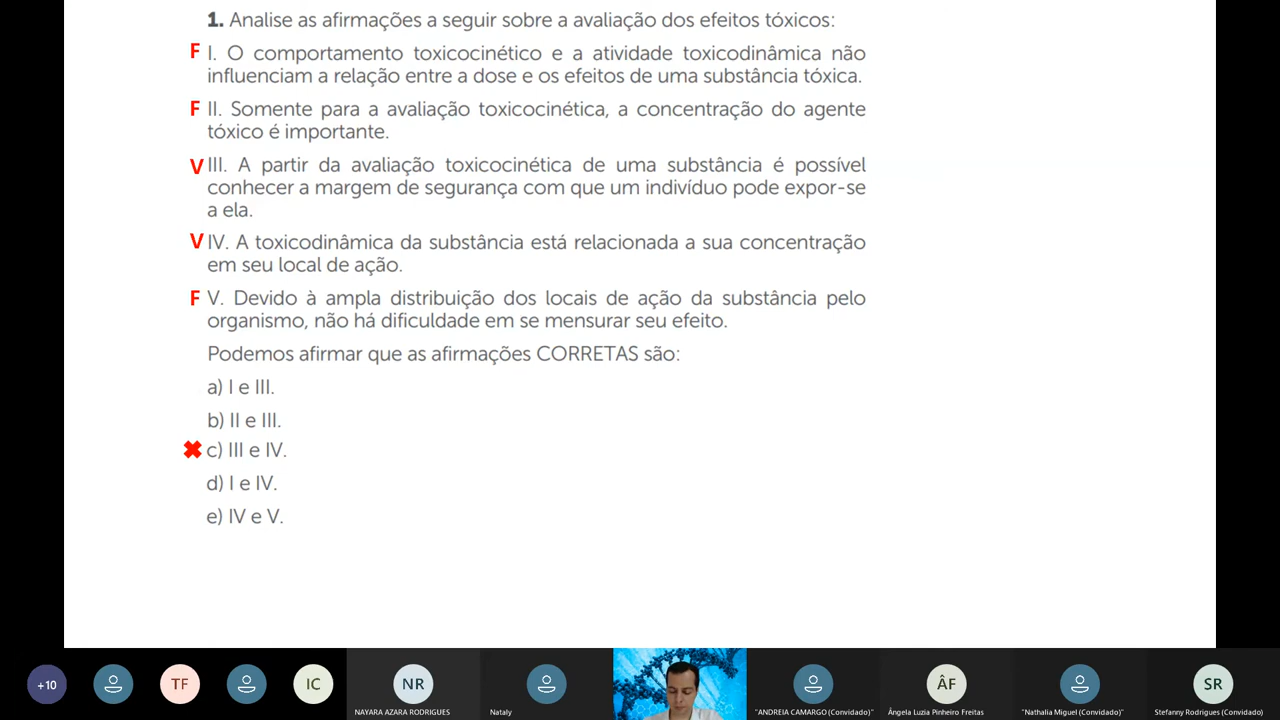 1. Analise as afirmações a seguir sobre a avaliação dos efeitos tóxicos:
F I. O comportamento toxicocinético e a atividade toxicodinâmica não
influenciam a relação entre a dose e os efeitos de uma substância tóxica.
F II. Somente para a avaliação toxicocinética, a concentração do agente
tóxico é importante.
V III. A partir da avaliação toxicocinética de uma substância é possível
conhecer a margem de segurança com que um indivíduo pode expor-se
a ela.
V IV. A toxicodinâmica da substância está relacionada a sua concentração
em seu local de ação.
F V. Devido à ampla distribuição dos locais de ação da substância pelo
organismo, não há dificuldade em se mensurar seu efeito.
Podemos afirmar que as afirmações CORRETAS são:
a) I e III.
b) II e III.
✖ c) III e IV.
d) I e IV.
e) IV e V.
+10 TF IC NR ÂF SR
NAYARA AZARA RODRIGUES Nataly "ANDREIA CAMARGO (Convidado)" Ângela Luzia Pinheiro Freitas "Nathalia Miguel (Convidado)" Stefanny Rodrigues (Convidado)